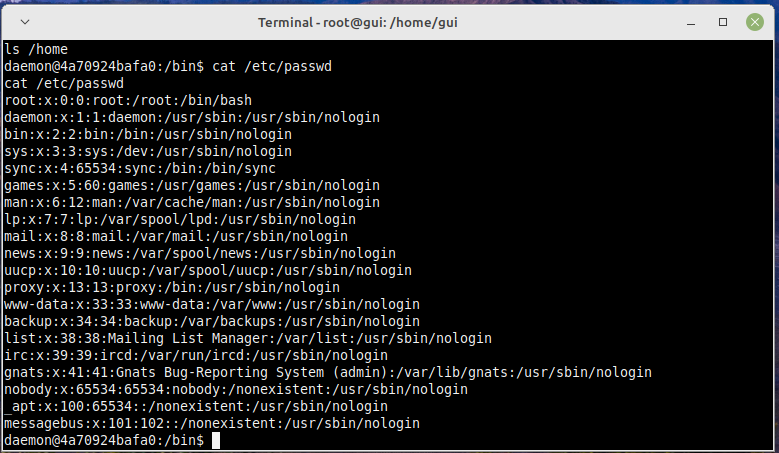 Terminal - root@gui: /home/gui
ls /home
daemon@4a70924bafa0:/bin$ cat /etc/passwd
cat /etc/passwd
root:x:0:0:root:/root:/bin/bash
daemon:x:1:1:daemon:/usr/sbin:/usr/sbin/nologin
bin:x:2:2:bin:/bin:/usr/sbin/nologin
sys:x:3:3:sys:/dev:/usr/sbin/nologin
sync:x:4:65534:sync:/bin:/bin/sync
games:x:5:60:games:/usr/games:/usr/sbin/nologin
man:x:6:12:man:/var/cache/man:/usr/sbin/nologin
lp:x:7:7:lp:/var/spool/lpd:/usr/sbin/nologin
mail:x:8:8:mail:/var/mail:/usr/sbin/nologin
news:x:9:9:news:/var/spool/news:/usr/sbin/nologin
uucp:x:10:10:uucp:/var/spool/uucp:/usr/sbin/nologin
proxy:x:13:13:proxy:/bin:/usr/sbin/nologin
www-data:x:33:33:www-data:/var/www:/usr/sbin/nologin
backup:x:34:34:backup:/var/backups:/usr/sbin/nologin
list:x:38:38:Mailing List Manager:/var/list:/usr/sbin/nologin
irc:x:39:39:ircd:/var/run/ircd:/usr/sbin/nologin
gnats:x:41:41:Gnats Bug-Reporting System (admin):/var/lib/gnats:/usr/sbin/nologin
nobody:x:65534:65534:nobody:/nonexistent:/usr/sbin/nologin
_apt:x:100:65534::/nonexistent:/usr/sbin/nologin
messagebus:x:101:102::/nonexistent:/usr/sbin/nologin
daemon@4a70924bafa0:/bin$